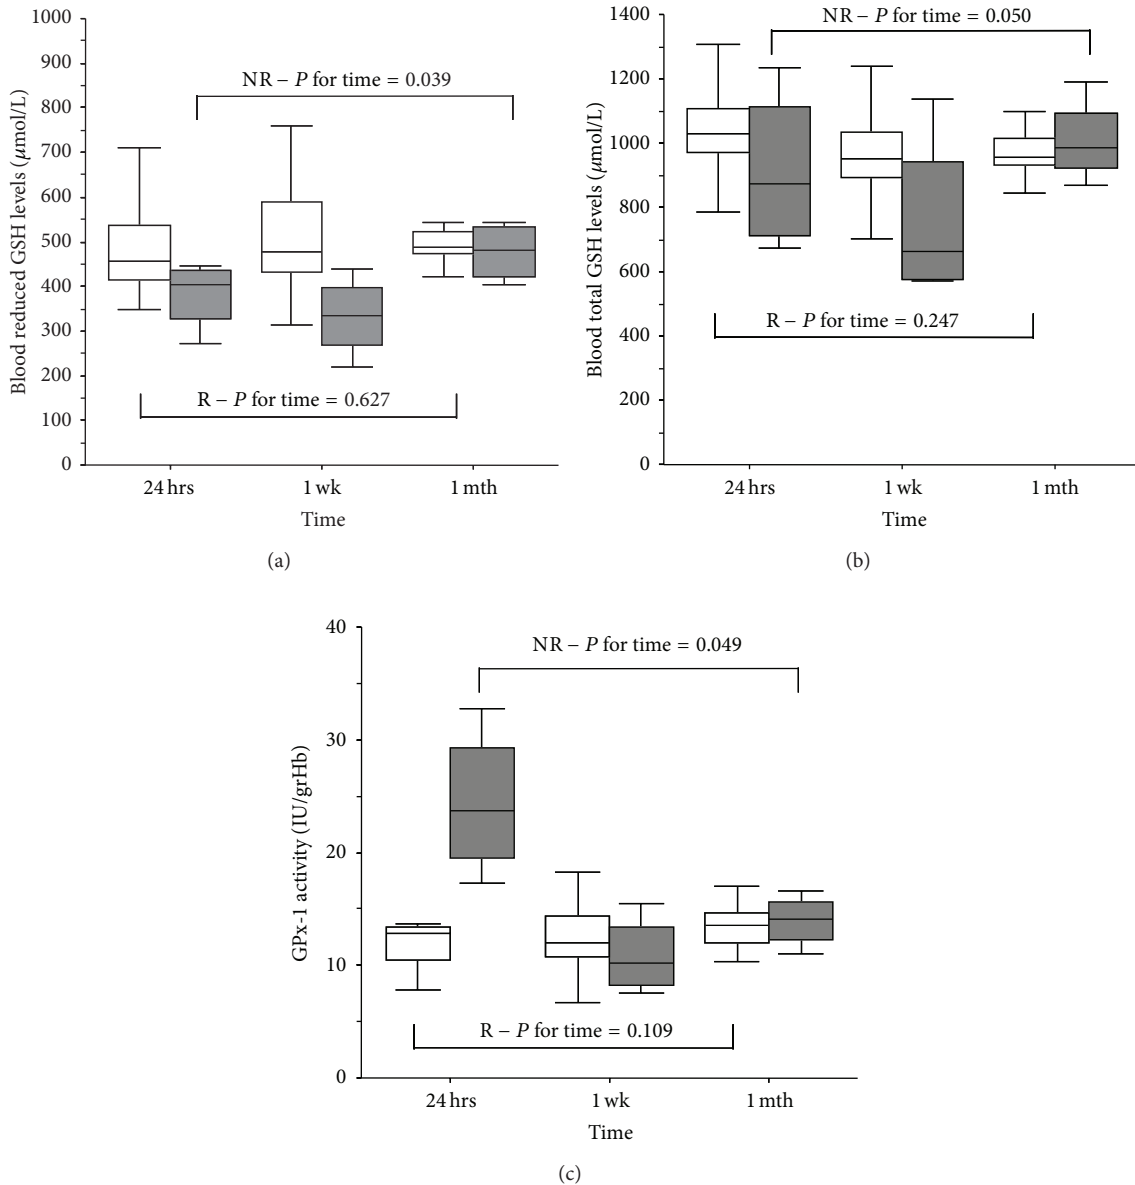 1000
900
800
700
600
500
400
300
200
100
0
Blood reduced GSH levels (μmol/L)
NR – P for time = 0.039
R – P for time = 0.627
24 hrs
1 wk
1 mth
Time
(a)
1400
1200
1000
800
600
400
200
0
Blood total GSH levels (μmol/L)
NR – P for time = 0.050
R – P for time = 0.247
24 hrs
1 wk
1 mth
Time
(b)
40
30
20
10
0
GPx-1 activity (IU/grHb)
NR – P for time = 0.049
R – P for time = 0.109
24 hrs
1 wk
1 mth
Time
(c)